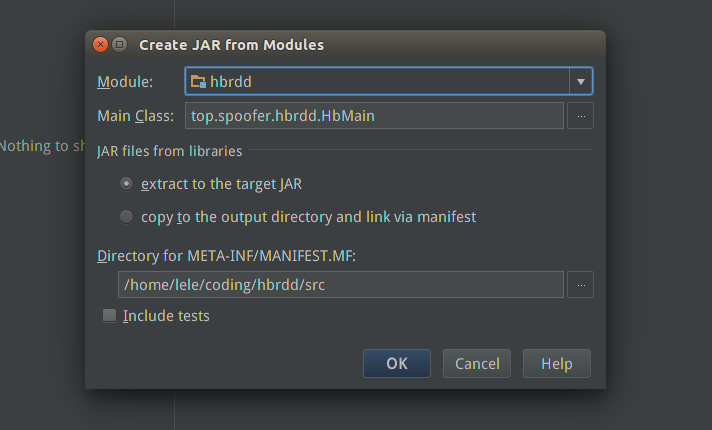 Create JAR from Modules
Module: hbrdd
Main Class: top.spoofer.hbrdd.HbMain ...
Nothing to sh
JAR files from libraries
extract to the target JAR
copy to the output directory and link via manifest
Directory for META-INF/MANIFEST.MF:
/home/lele/coding/hbrdd/src ...
Include tests
OK Cancel Help